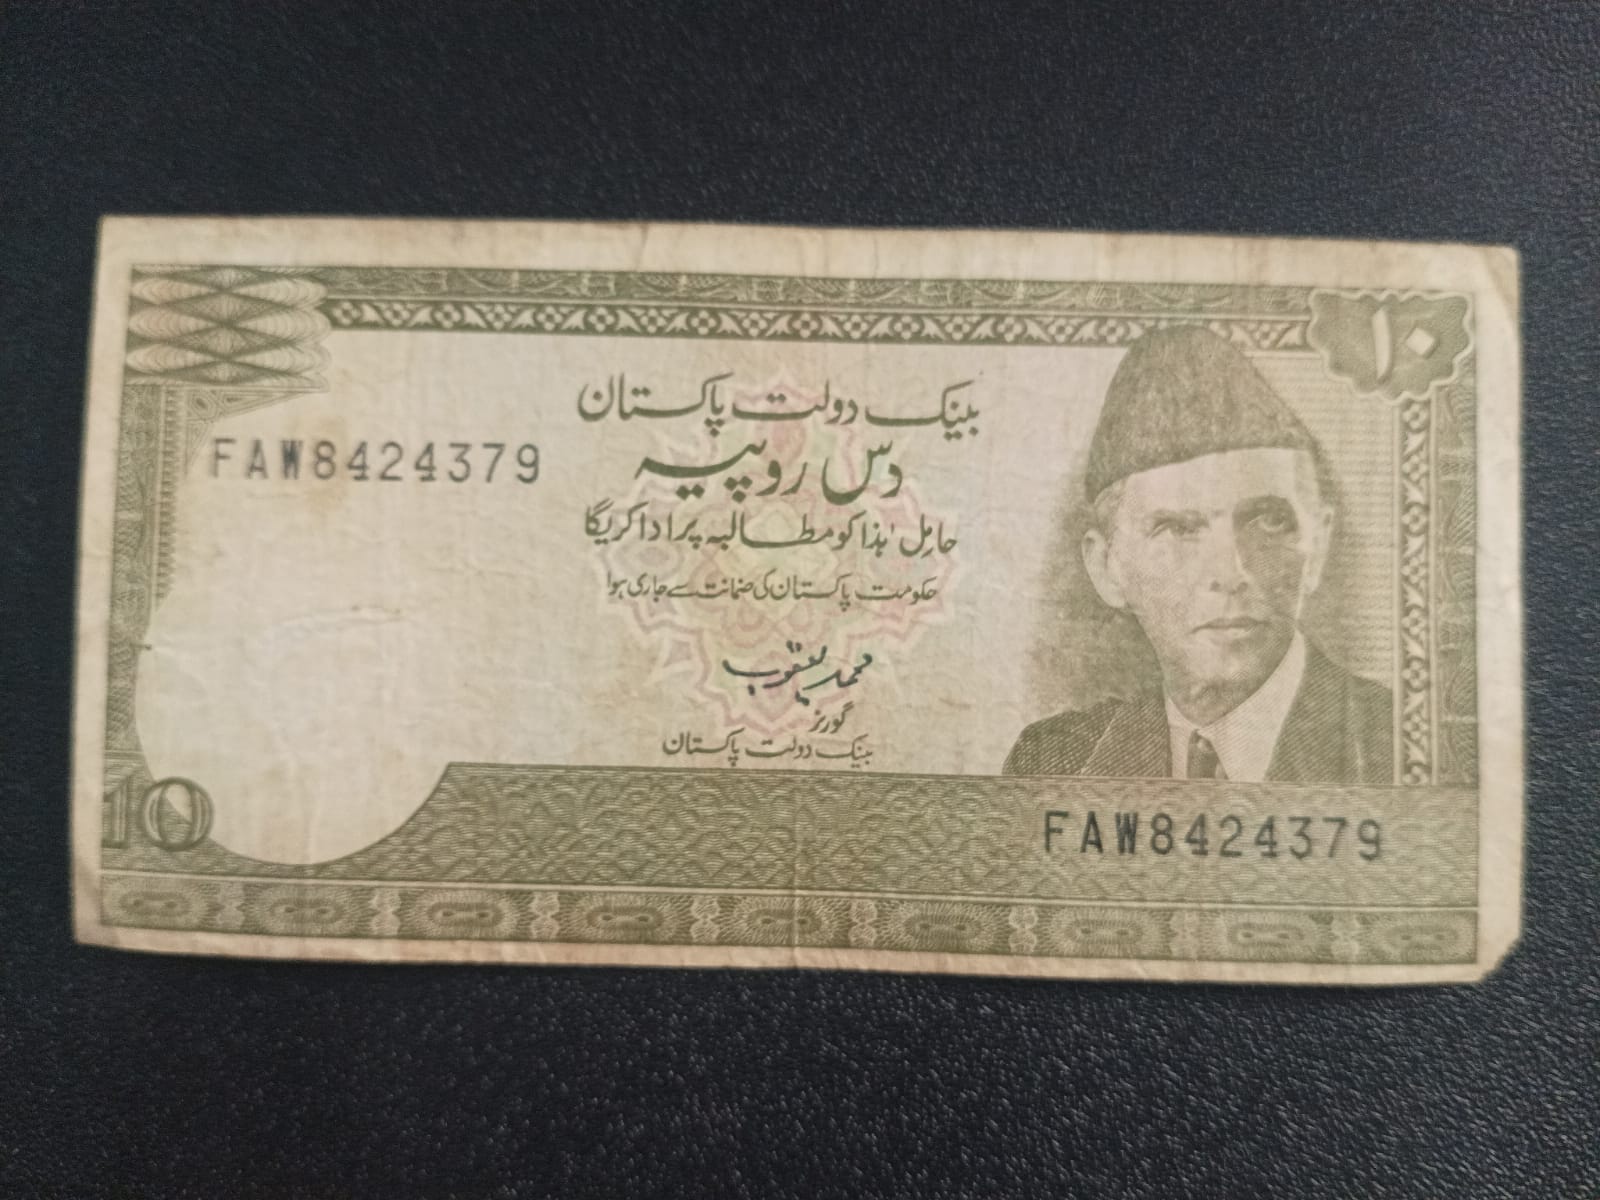 ۱۰
بینک دولت پاکستان
FAW8424379
دس روپیہ
حامل ہٰذا کو مطالبہ پر ادا کریگا
حکومت پاکستان کی ضمانت سے جاری ہوا
محمد یعقوب
گورنر
بینک دولت پاکستان
10
FAW8424379